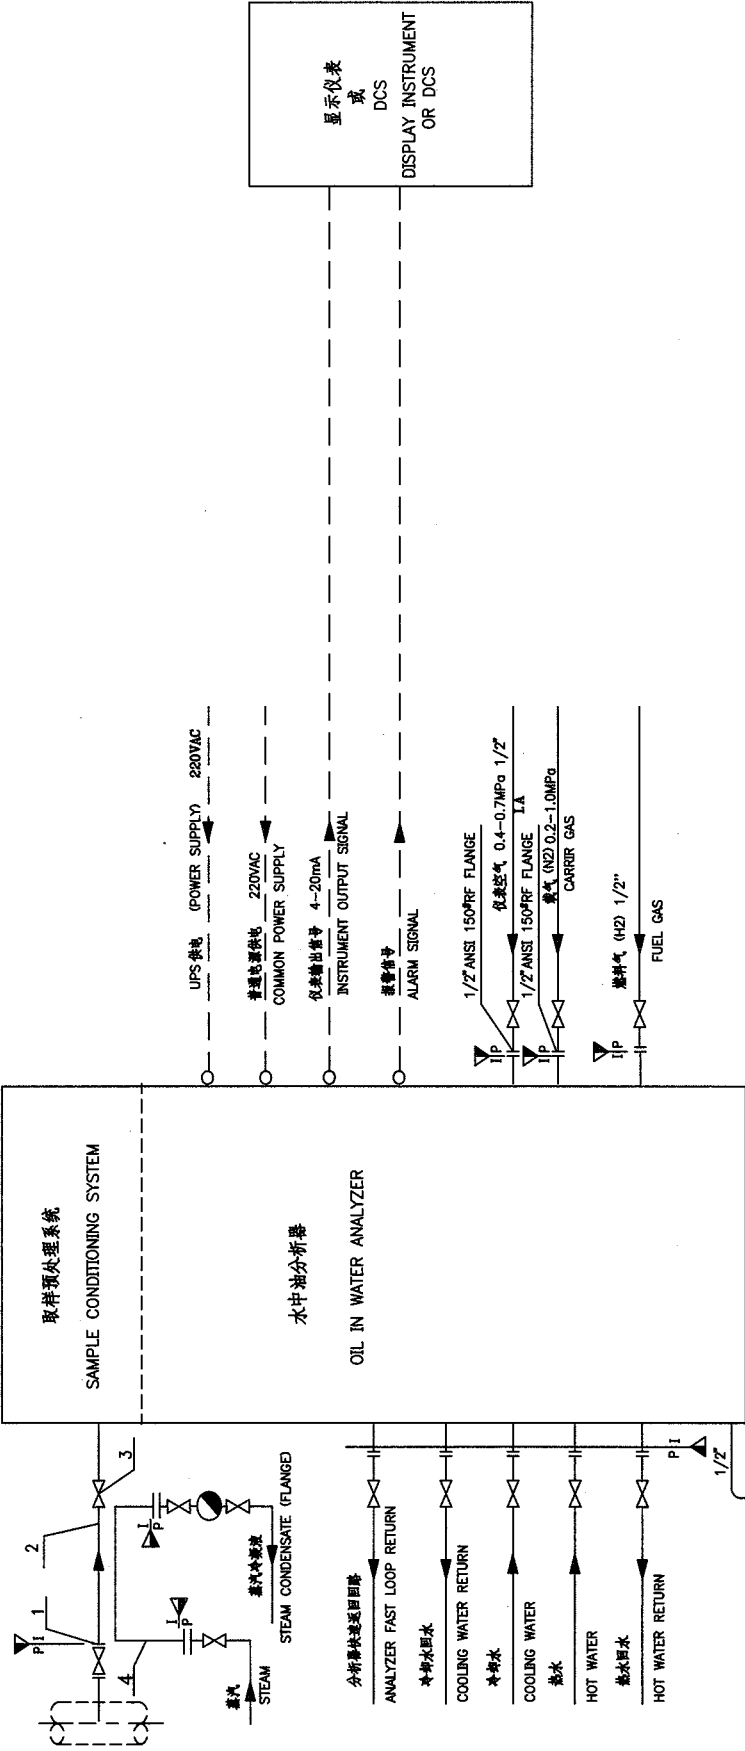 显示仪表
或
DCS
DISPLAY INSTRUMENT
OR DCS
UPS供电 (POWER SUPPLY) 220VAC
普通电源供电 220VAC
COMMON POWER SUPPLY
仪表输出信号 4~20mA
INSTRUMENT OUTPUT SIGNAL
报警信号
ALARM SIGNAL
1/2"ANSI 150#RF FLANGE
仪表空气 0.4-0.7MPa 1/2"
I.A
1/2"ANSI 150#RF FLANGE
载气(N2)0.2-1.0MPa
CARRIR GAS
燃料气(H2) 1/2"
FUEL GAS
I P
I P
I P
取样预处理系统
SAMPLE CONDITIONING SYSTEM
水中油分析器
OIL IN WATER ANALYZER
P I
1
2
3
4
I P
I P
蒸汽冷凝液
STEAM CONDENSATE (FLANGE)
蒸汽
STEAM
分析器快速返回回路
ANALYZER FAST LOOP RETURN
冷却水回水
COOLING WATER RETURN
冷却水
COOLING WATER
热水
HOT WATER
热水回水
HOT WATER RETURN
P I
1/2"